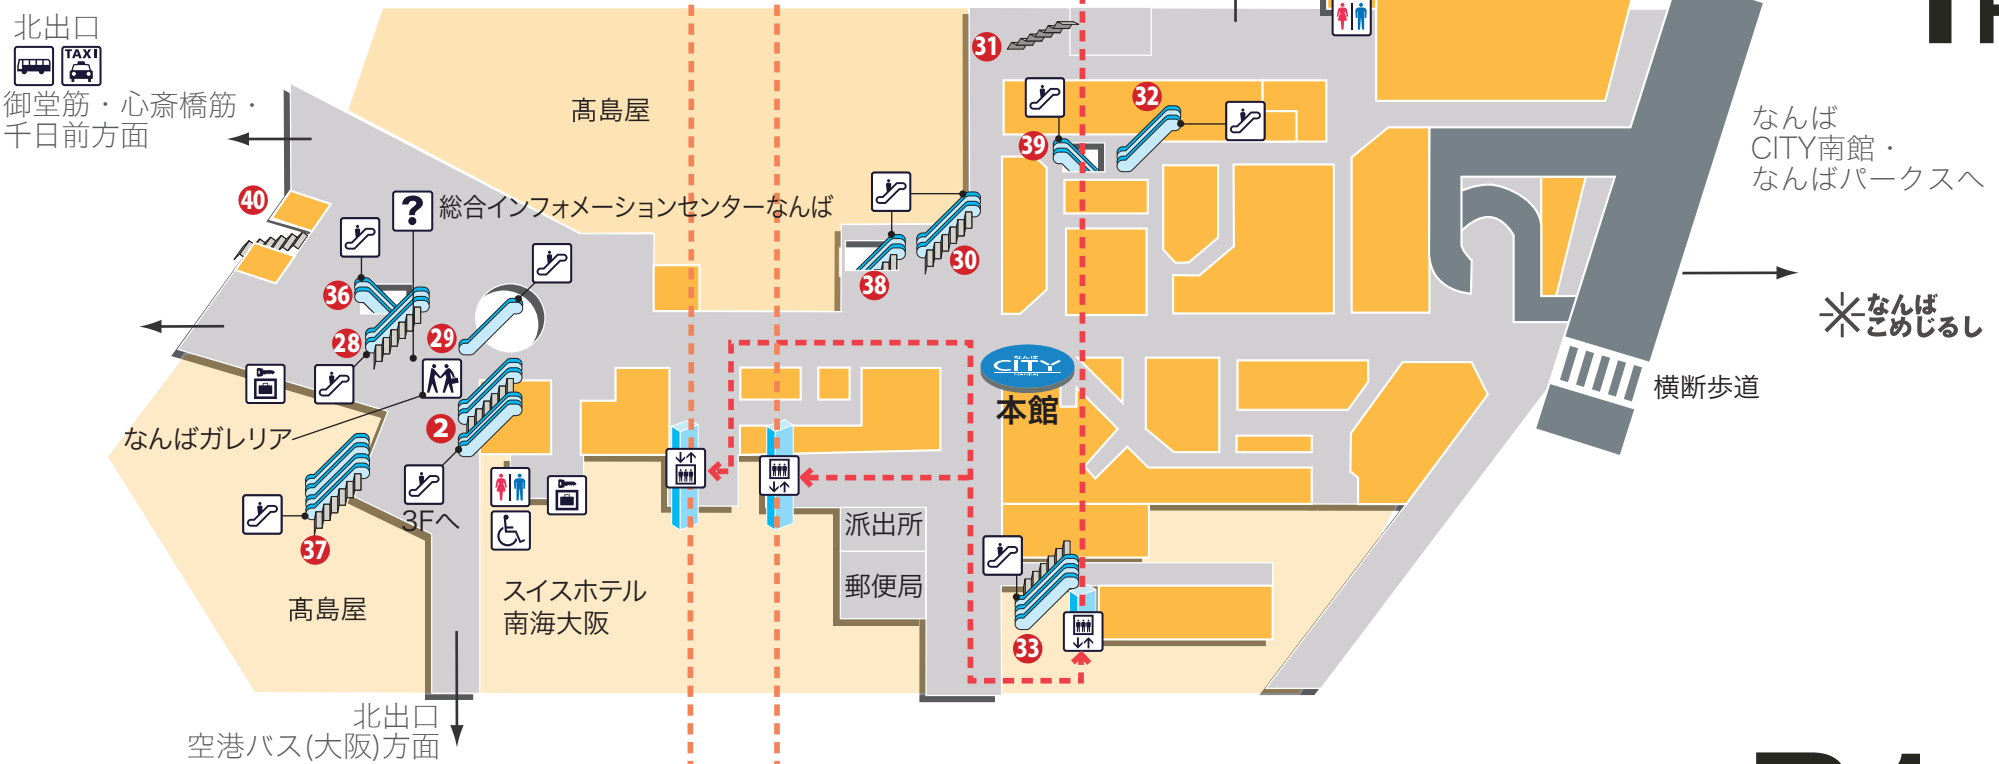 北出口
TAXI
御堂筋・心斎橋筋・
千日前方面
髙島屋
31
32
39
40
?
総合インフォメーションセンターなんば
36
28
29
38
30
なんば
CITY南館・
なんばパークスへ
※なんば
こめじるし
横断歩道
なんば
CITY
本館
なんばガレリア
2
3Fへ
37
髙島屋
スイスホテル
南海大阪
派出所
郵便局
33
北出口
空港バス(大阪)方面